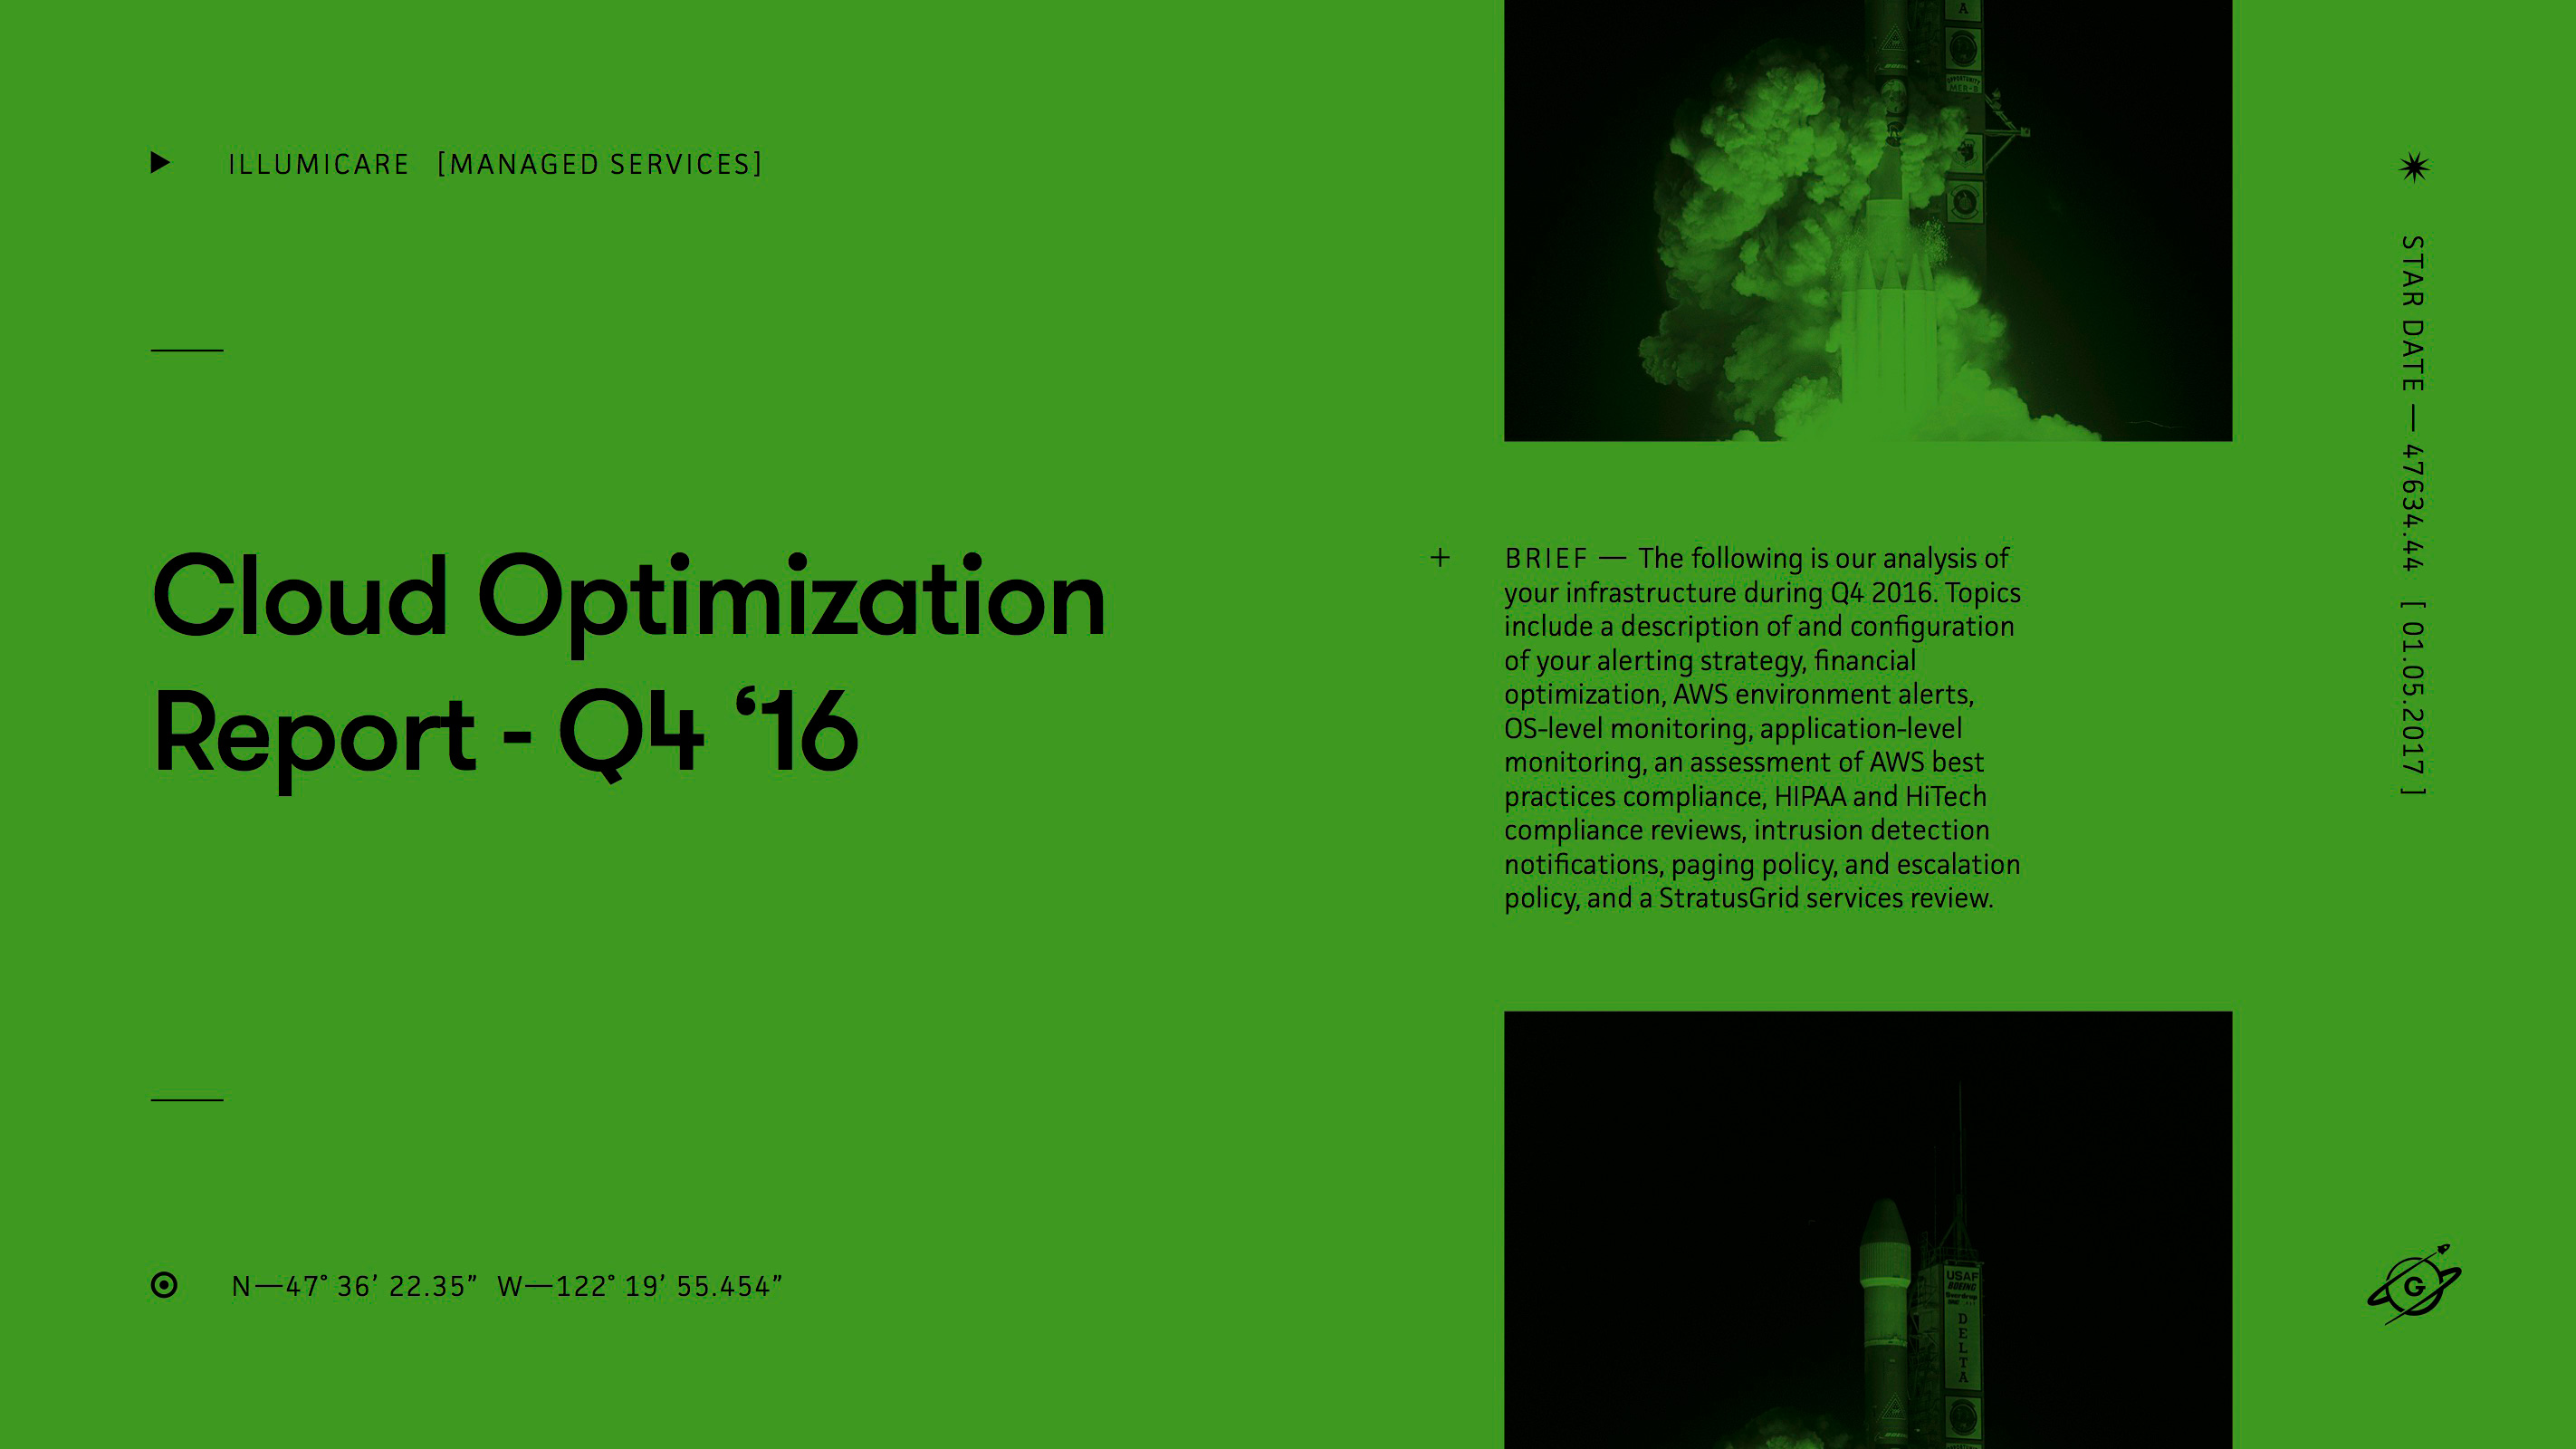 ILLUMICARE [MANAGED SERVICES]
Cloud Optimization
Report - Q4 ‘16
N—47° 36’ 22.35” W—122° 19’ 55.454”
A
OPPORTUNITY
MER-B
+ BRIEF — The following is our analysis of
your infrastructure during Q4 2016. Topics
include a description of and configuration
of your alerting strategy, financial
optimization, AWS environment alerts,
OS-level monitoring, application-level
monitoring, an assessment of AWS best
practices compliance, HIPAA and HiTech
compliance reviews, intrusion detection
notifications, paging policy, and escalation
policy, and a StratusGrid services review.
USAF
BOEING
DELTA
STAR DATE — 47634.44 [ 01.05.2017 ]
G